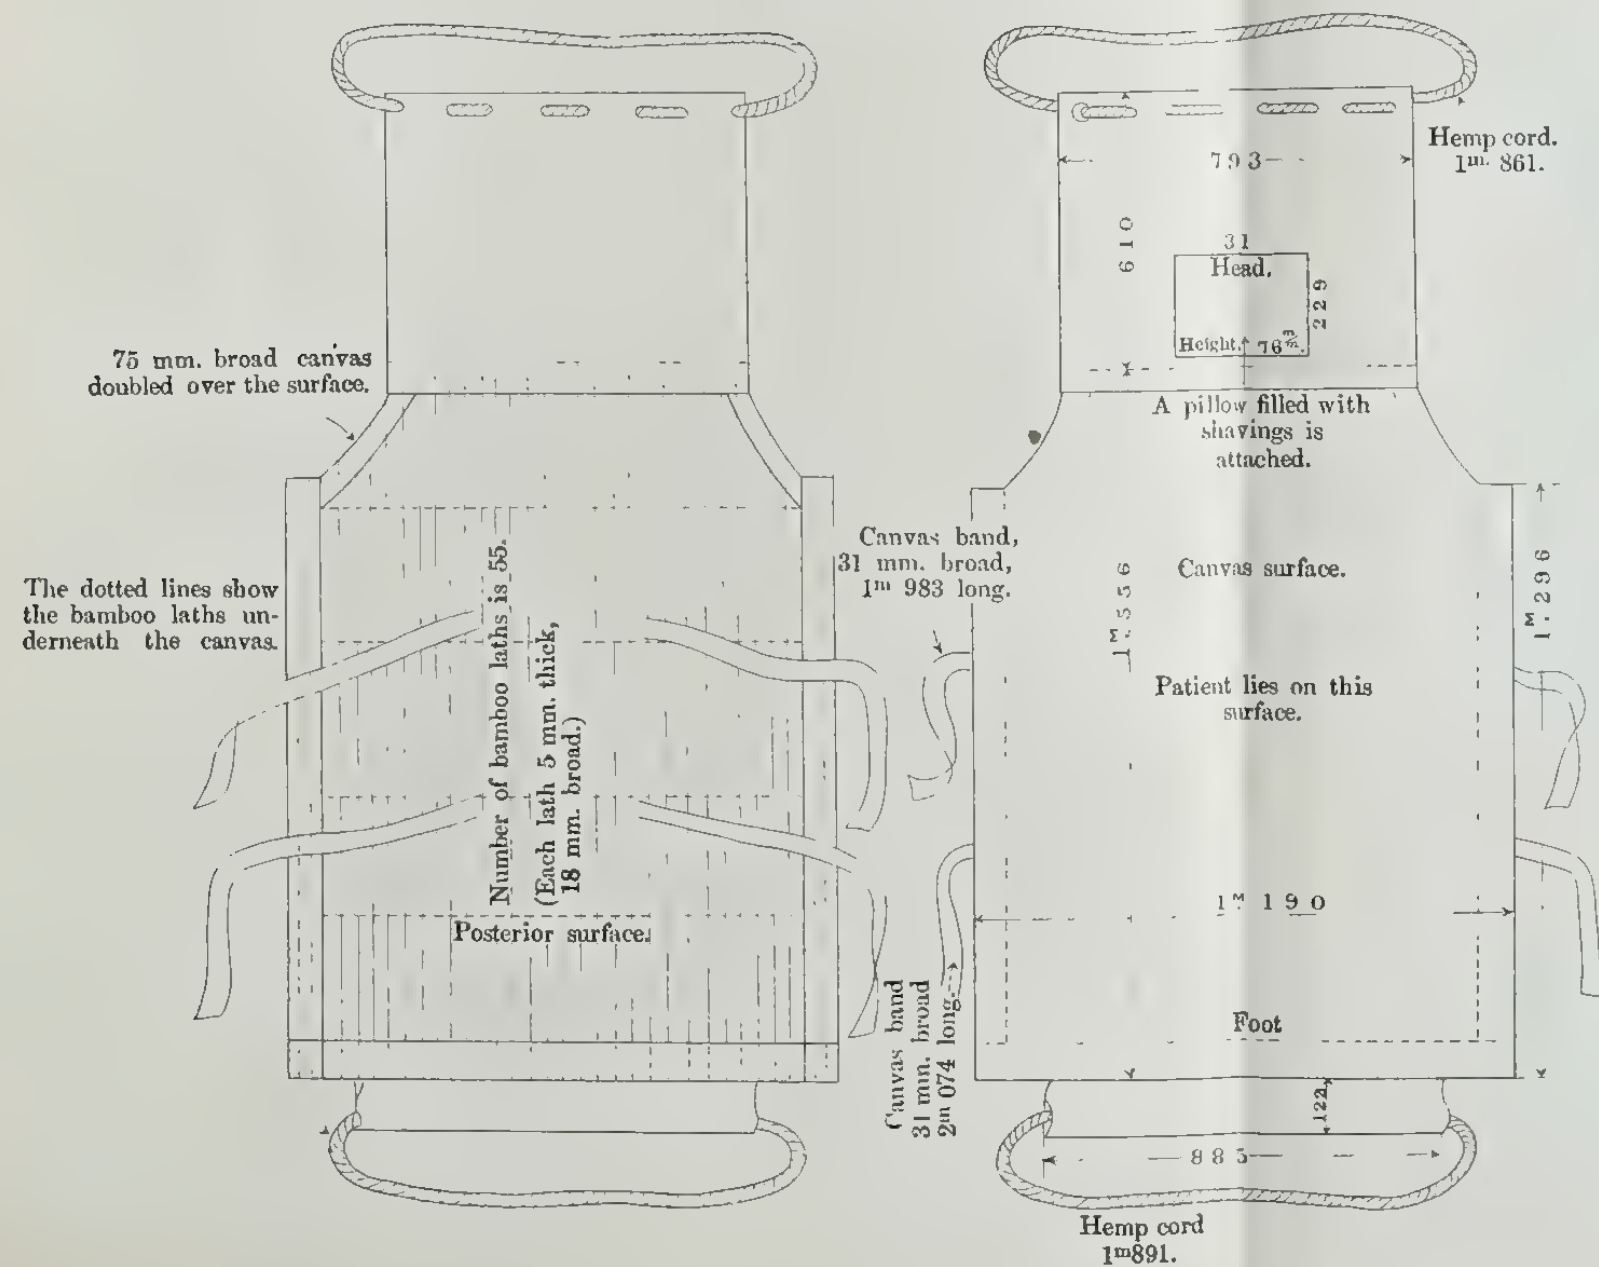 75 mm. broad canvas
doubled over the surface.
The dotted lines show
the bamboo laths un-
derneath the canvas.
Number of bamboo laths is 55.
(Each lath 5 mm. thick,
18 mm. broad.)
Posterior surface.
Hemp cord.
1m. 861.
793
610
31
Head.
229
Height. 76 m/m.
A pillow filled with
shavings is
attached.
Canvas band,
31 mm. broad,
1m 983 long.
Canvas surface.
1.M556
1.M296
Patient lies on this
surface.
1M 190
Canvas band
31 mm. broad
2m 074 long.
Foot
122
885
Hemp cord
1m891.